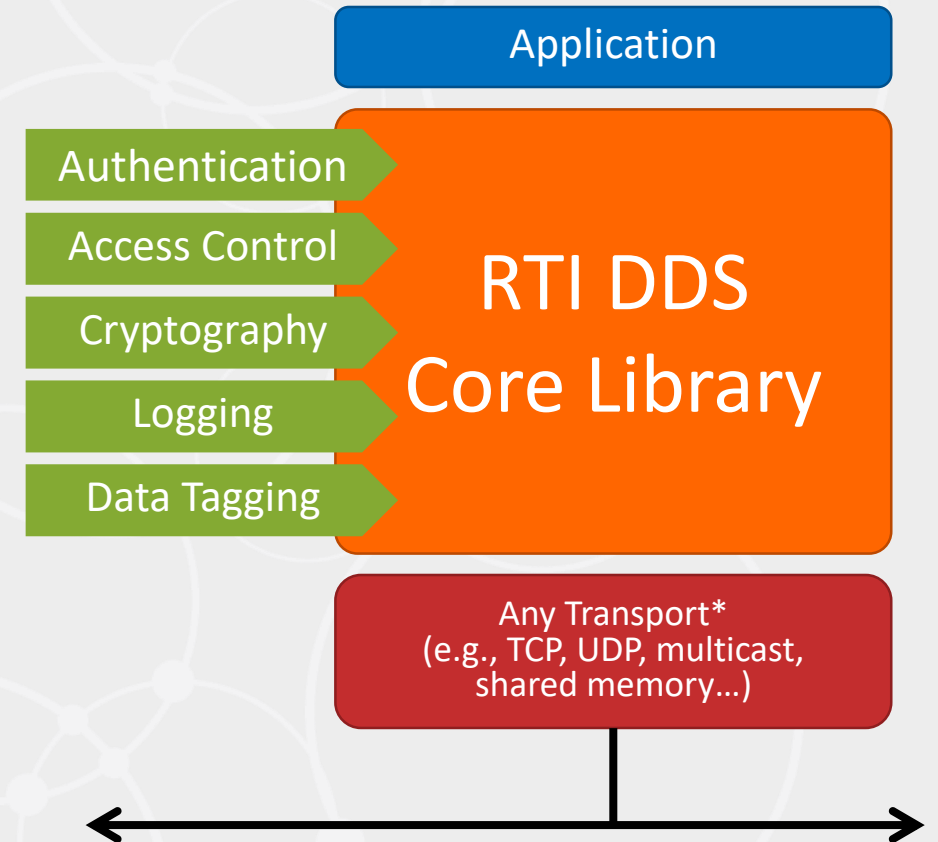 Application
Authentication
Access Control
Cryptography
Logging
Data Tagging
RTI DDS
Core Library
Any Transport*
(e.g., TCP, UDP, multicast,
shared memory…)